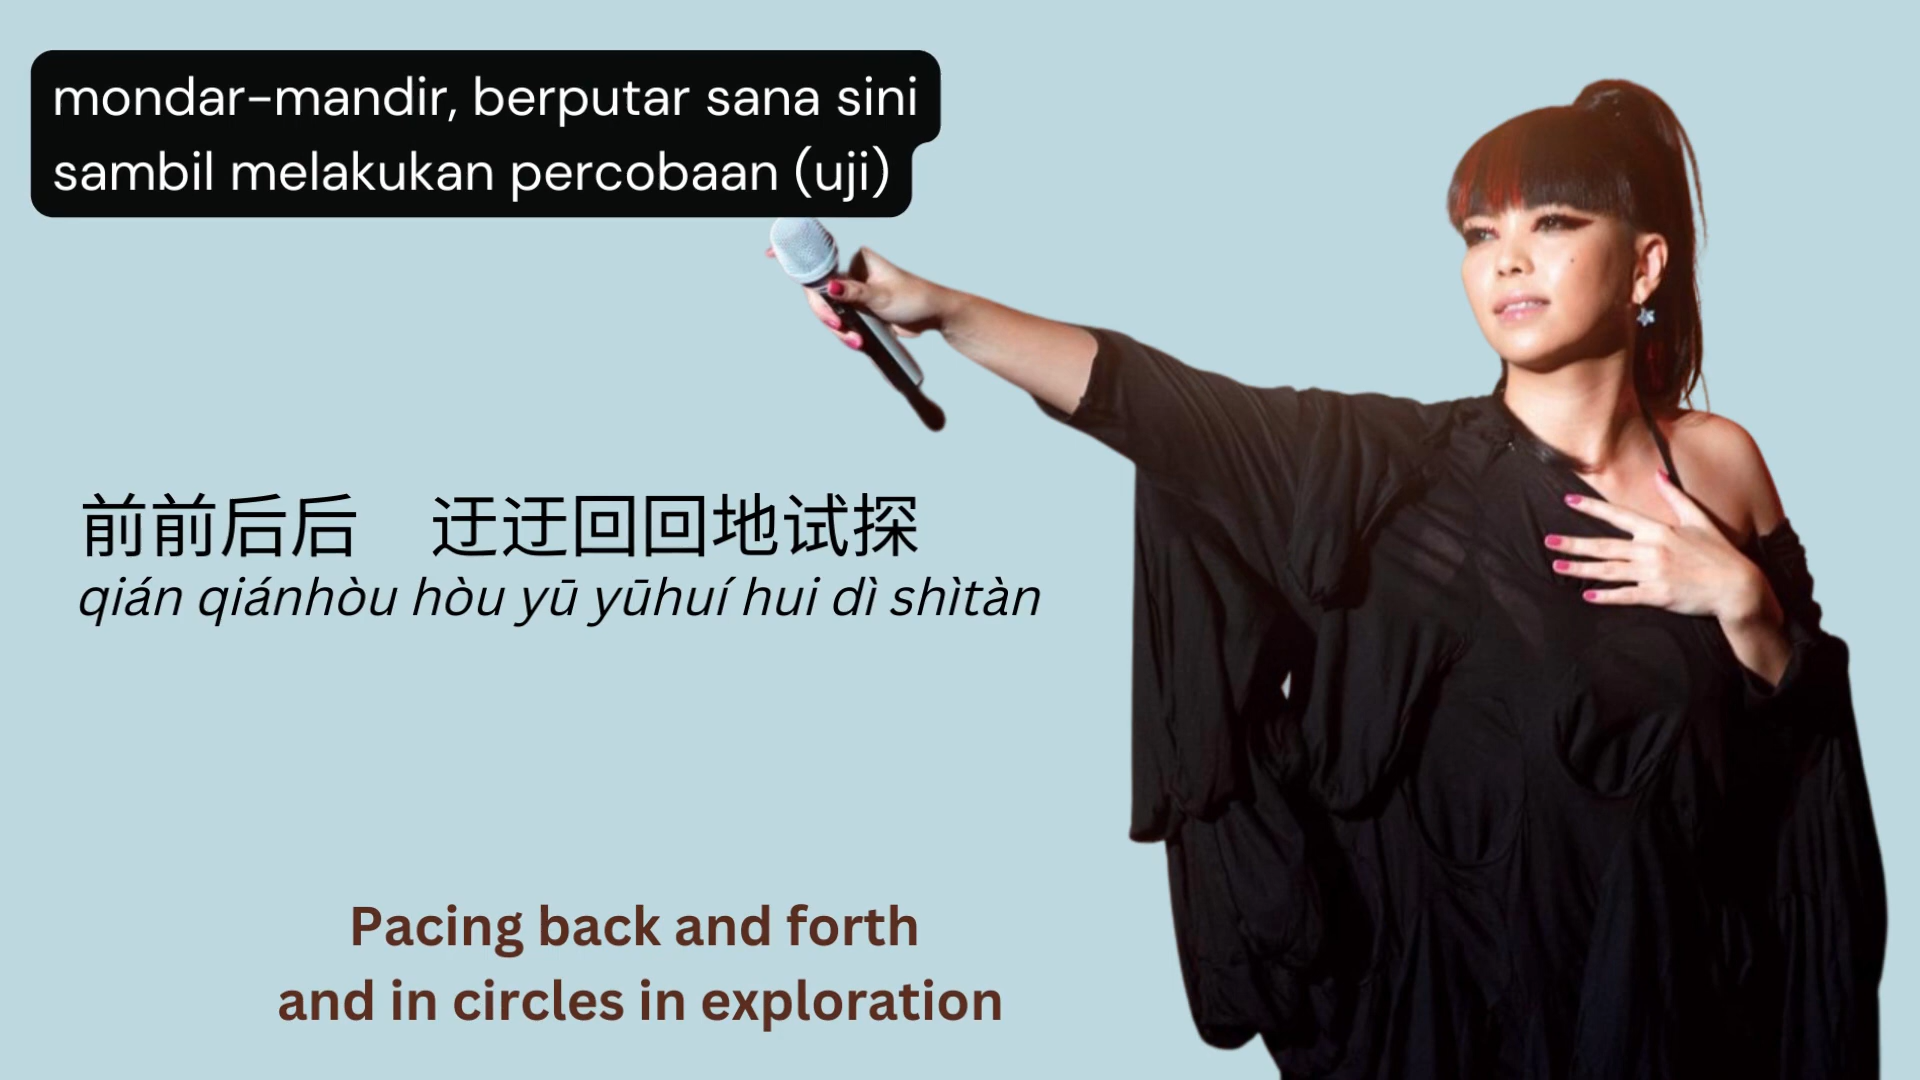 mondar-mandir, berputar sana sini
sambil melakukan percobaan (uji)
前前后后　迂迂回回地试探
qián qiánhòu hòu yū yūhuí hui dì shìtàn
Pacing back and forth
and in circles in exploration